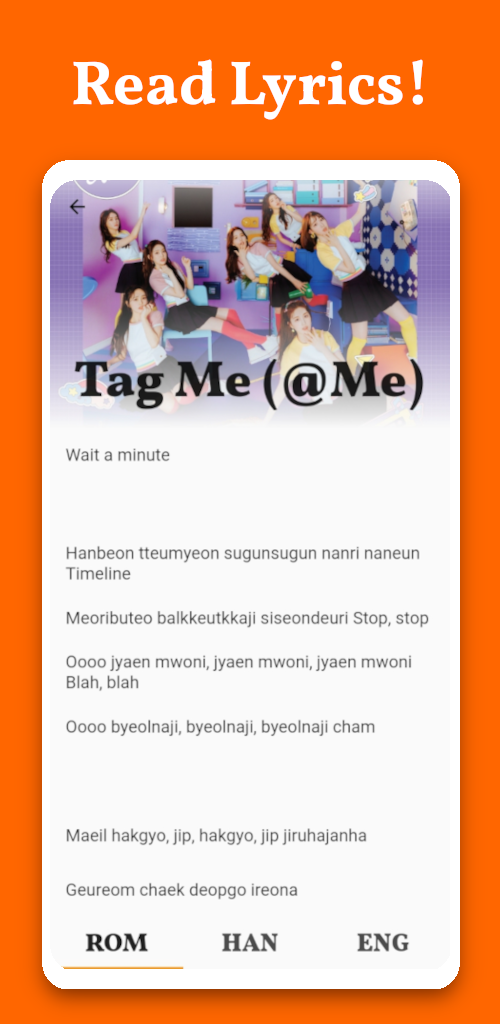 Read Lyrics!
Tag Me (@Me)
Wait a minute
Hanbeon tteumyeon sugunsugun nanri naneun
Timeline
Meoributeo balkkeutkkaji siseondeuri Stop, stop
Oooo jyaen mwoni, jyaen mwoni, jyaen mwoni
Blah, blah
Oooo byeolnaji, byeolnaji, byeolnaji cham
Maeil hakgyo, jip, hakgyo, jip jiruhajanha
Geureom chaek deopgo ireona
ROM HAN ENG